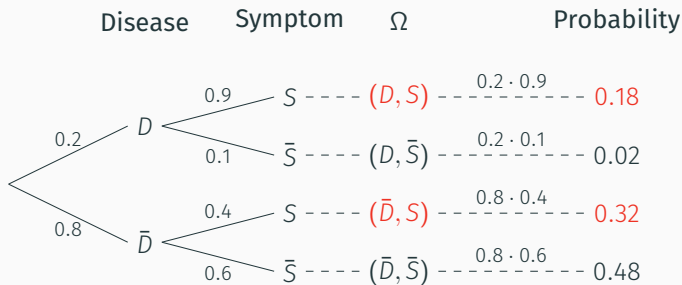 Disease Symptom Ω Probability
0.9 S (D, S) 0.2 · 0.9 0.18
0.2 D
0.1 S̄ (D, S̄) 0.2 · 0.1 0.02
0.4 S (D̄, S) 0.8 · 0.4 0.32
0.8 D̄
0.6 S̄ (D̄, S̄) 0.8 · 0.6 0.48